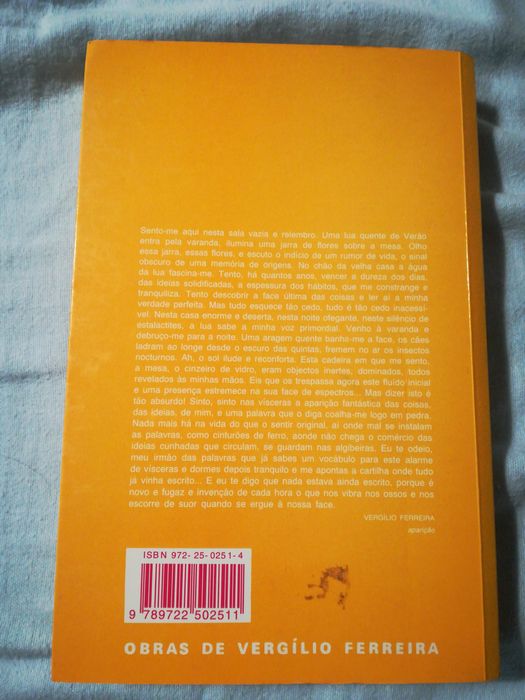 Sento-me aqui nesta sala vazia e relembro. Uma lua quente de Verão
entra pela varanda, ilumina uma jarra de flores sobre a mesa. Olho
essa jarra, essas flores, e escuto o indício de um rumor de vida, o sinal
obscuro de uma memória de origens. No chão da velha casa a água
da lua fascina-me. Tento, há quantos anos, vencer a dureza dos dias,
das ideias solidificadas, a espessura dos hábitos, que me constrange e
tranquiliza. Tento descobrir a face última das coisas e ler aí a minha
verdade perfeita. Mas tudo esquece tão cedo, tudo é tão cedo inacessí-
vel. Nesta casa enorme e deserta, nesta noite ofegante, neste silêncio de
estalactites, a lua sabe a minha voz primordial. Venho à varanda e
debruço-me para a noite. Uma aragem quente banha-me a face, os cães
ladram ao longe desde o escuro das quintas, fremem no ar os insectos
nocturnos. Ah, o sol ilude e reconforta. Esta cadeira em que me sento,
a mesa, o cinzeiro de vidro, eram objectos inertes, dominados, todos
revelados às minhas mãos. Eis que os trespassa agora este fluído inicial
e uma presença estremece na sua face de espectros... Mas dizer isto é
tão absurdo! Sinto, sinto nas vísceras a aparição fantástica das coisas,
das ideias, de mim, e uma palavra que o diga coalha-me logo em pedra.
Nada mais há na vida do que o sentir original, aí onde mal se instalam
as palavras, como cinturões de ferro, aonde não chega o comércio das
ideias cunhadas que circulam, se guardam nas algibeiras. Eu te odeio,
meu irmão das palavras que já sabes um vocábulo para este alarme
de vísceras e dormes depois tranquilo e me apontas a cartilha onde tudo
já vinha escrito... E eu te digo que nada estava ainda escrito, porque é
novo e fugaz e invenção de cada hora o que nos vibra nos ossos e nos
escorre de suor quando se ergue à nossa face.
VERGÍLIO FERREIRA
aparição
ISBN 972-25-0251-4
9 789722 502511
OBRAS DE VERGÍLIO FERREIRA